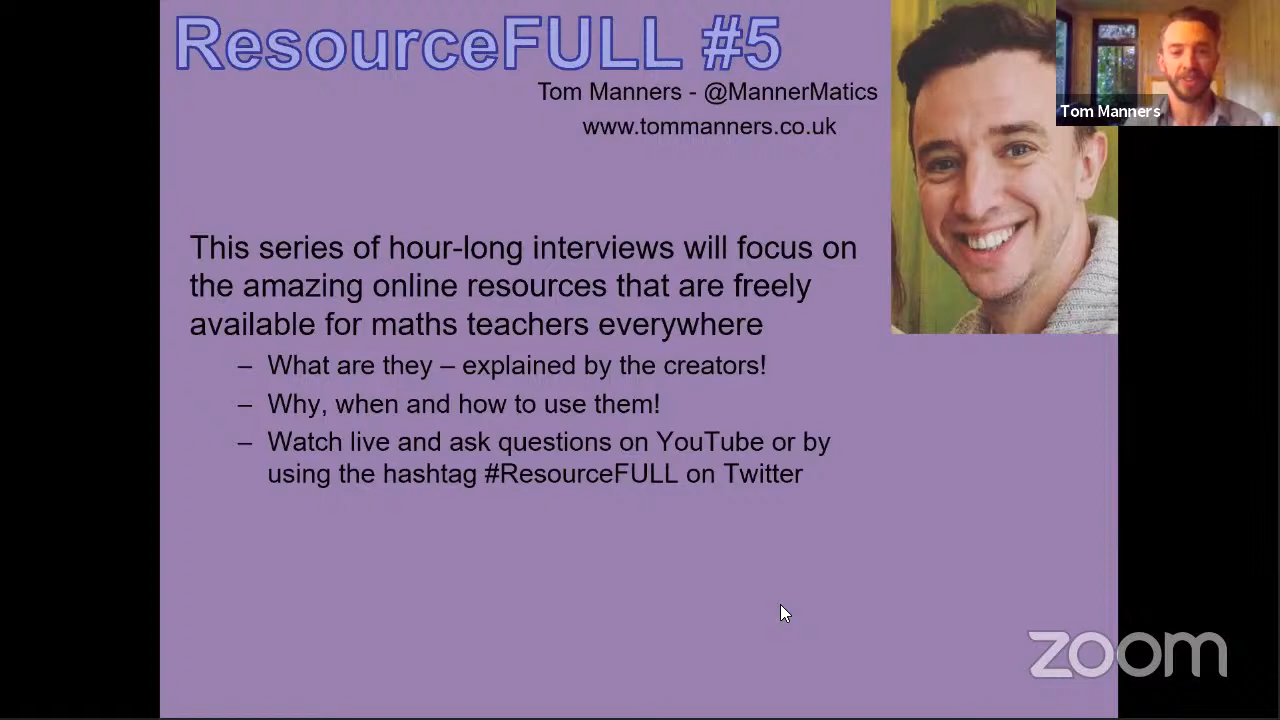 ResourceFULL #5
Tom Manners - @MannerMatics
www.tommanners.co.uk
Tom Manners
This series of hour-long interviews will focus on
the amazing online resources that are freely
available for maths teachers everywhere
– What are they – explained by the creators!
– Why, when and how to use them!
– Watch live and ask questions on YouTube or by
using the hashtag #ResourceFULL on Twitter
zoom